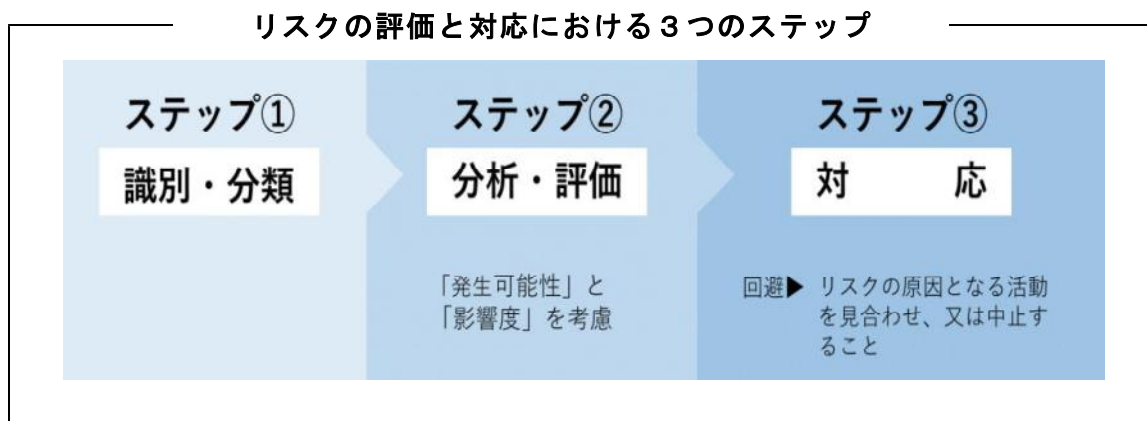 リスクの評価と対応における３つのステップ
ステップ①
識別・分類
ステップ②
分析・評価
「発生可能性」と
「影響度」を考慮
ステップ③
対　応
回避▶ リスクの原因となる活動
を見合わせ、又は中止す
ること